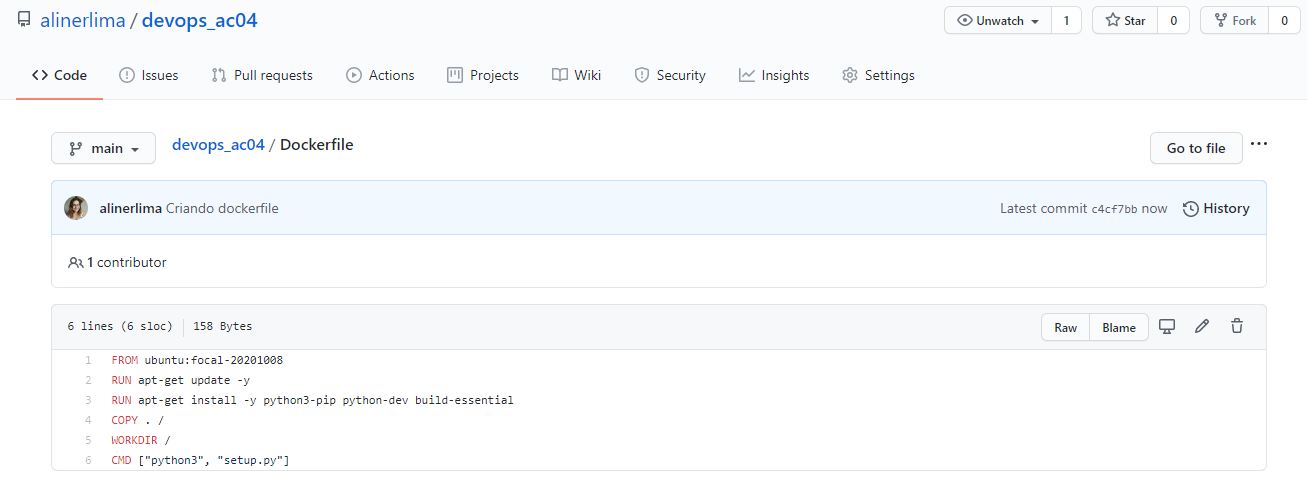 alinerlima / devops_ac04
Unwatch 1 Star 0 Fork 0
Code Issues Pull requests Actions Projects Wiki Security Insights Settings
main devops_ac04 / Dockerfile Go to file ...
alinerlima Criando dockerfile Latest commit c4cf7bb now History
1 contributor
6 lines (6 sloc) 158 Bytes Raw Blame
1 FROM ubuntu:focal-20201008
2 RUN apt-get update -y
3 RUN apt-get install -y python3-pip python-dev build-essential
4 COPY . /
5 WORKDIR /
6 CMD ["python3", "setup.py"]